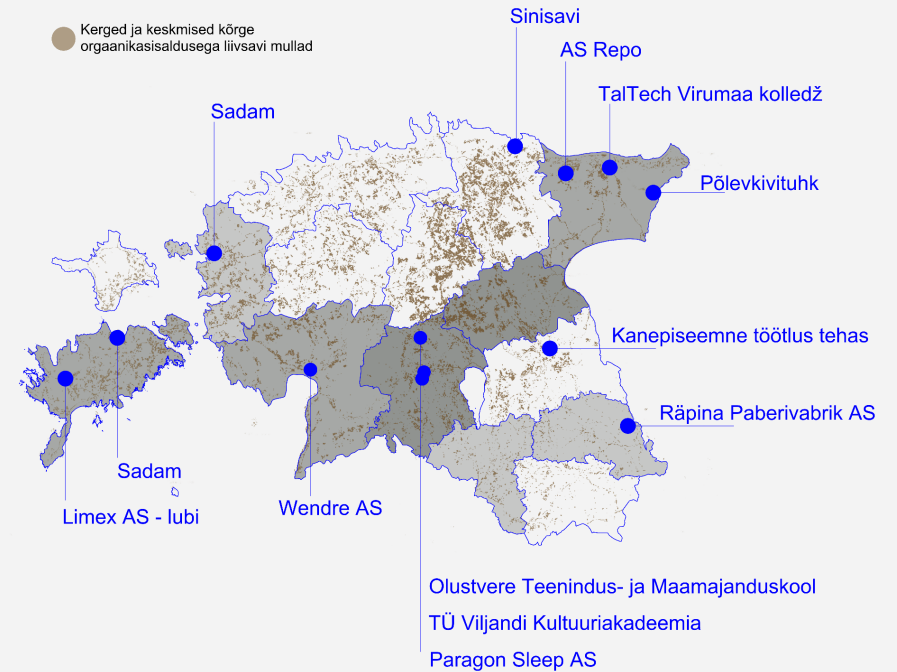 Kerged ja keskmised kõrge
orgaanikasisaldusega liivsavi mullad
Sinisavi
AS Repo
TalTech Virumaa kolledž
Sadam
Põlevkivituhk
Kanepiseemne töötlus tehas
Räpina Paberivabrik AS
Sadam
Wendre AS
Limex AS - lubi
Olustvere Teenindus- ja Maamajanduskool
TÜ Viljandi Kultuuriakadeemia
Paragon Sleep AS